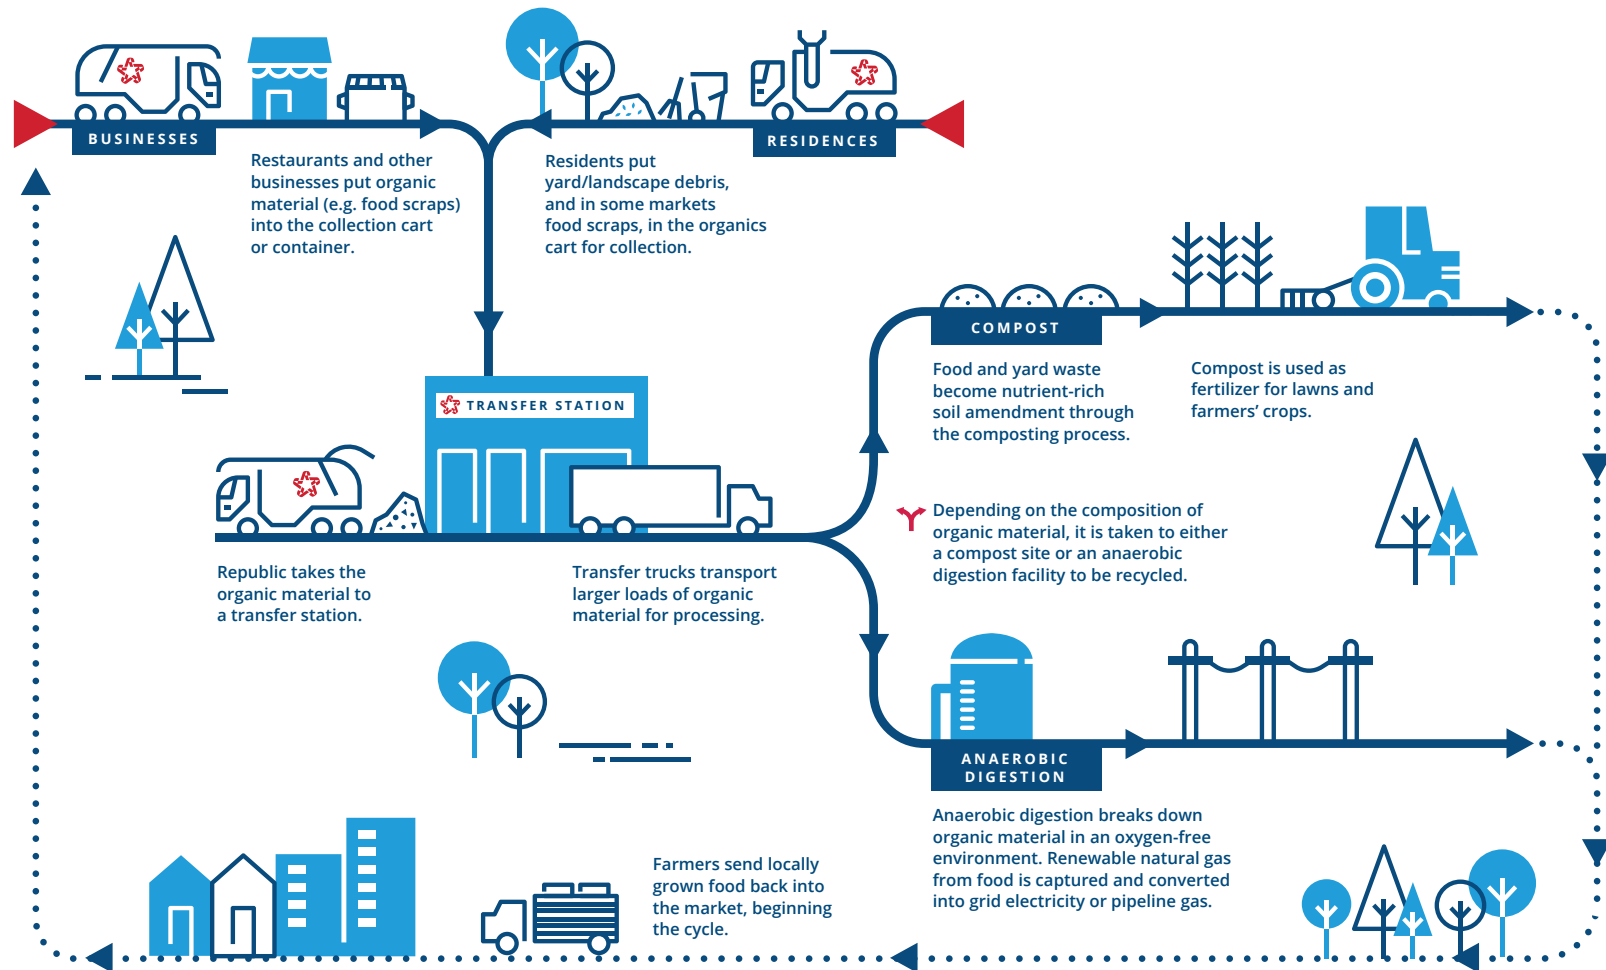 BUSINESSES
Restaurants and other
businesses put organic
material (e.g. food scraps)
into the collection cart
or container.
RESIDENCES
Residents put
yard/landscape debris,
and in some markets
food scraps, in the organics
cart for collection.
TRANSFER STATION
Republic takes the
organic material to
a transfer station.
Transfer trucks transport
larger loads of organic
material for processing.
COMPOST
Food and yard waste
become nutrient-rich
soil amendment through
the composting process.
Compost is used as
fertilizer for lawns and
farmers’ crops.
Depending on the composition of
organic material, it is taken to either
a compost site or an anaerobic
digestion facility to be recycled.
ANAEROBIC
DIGESTION
Anaerobic digestion breaks down
organic material in an oxygen-free
environment. Renewable natural gas
from food is captured and converted
into grid electricity or pipeline gas.
Farmers send locally
grown food back into
the market, beginning
the cycle.